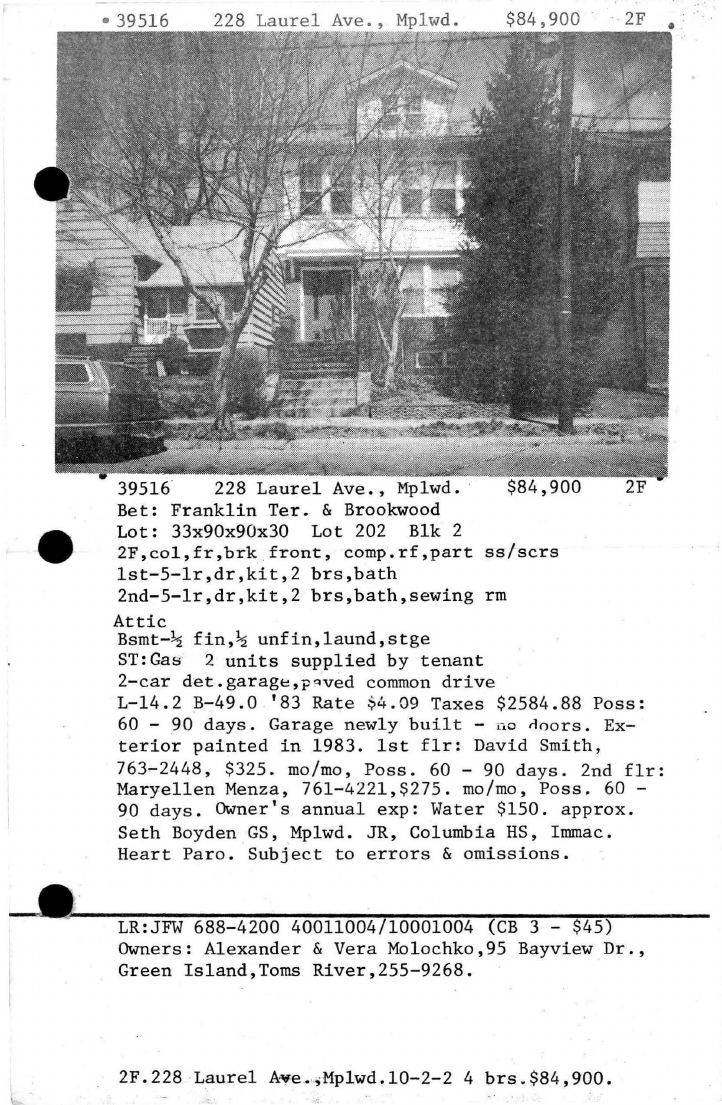 39516 228 Laurel Ave., Mplwd. $84,900 2F
39516 228 Laurel Ave., Mplwd. $84,900 2F
Bet: Franklin Ter. & Brookwood
Lot: 33x90x90x30 Lot 202 Blk 2
2F,col,fr,brk front, comp.rf,part ss/scrs
1st-5-lr,dr,kit,2 brs,bath
2nd-5-lr,dr,kit,2 brs,bath,sewing rm
Attic
Bsmt-½ fin,½ unfin,laund,stge
ST:Gas 2 units supplied by tenant
2-car det.garage,paved common drive
L-14.2 B-49.0 '83 Rate $4.09 Taxes $2584.88 Poss:
60 - 90 days. Garage newly built - no doors. Ex-
terior painted in 1983. 1st flr: David Smith,
763-2448, $325. mo/mo, Poss. 60 - 90 days. 2nd flr:
Maryellen Menza, 761-4221,$275. mo/mo, Poss. 60 -
90 days. Owner's annual exp: Water $150. approx.
Seth Boyden GS, Mplwd. JR, Columbia HS, Immac.
Heart Paro. Subject to errors & omissions.
LR:JFW 688-4200 40011004/10001004 (CB 3 - $45)
Owners: Alexander & Vera Molochko,95 Bayview Dr.,
Green Island,Toms River,255-9268.
2F.228 Laurel Ave.,Mplwd.10-2-2 4 brs.$84,900.